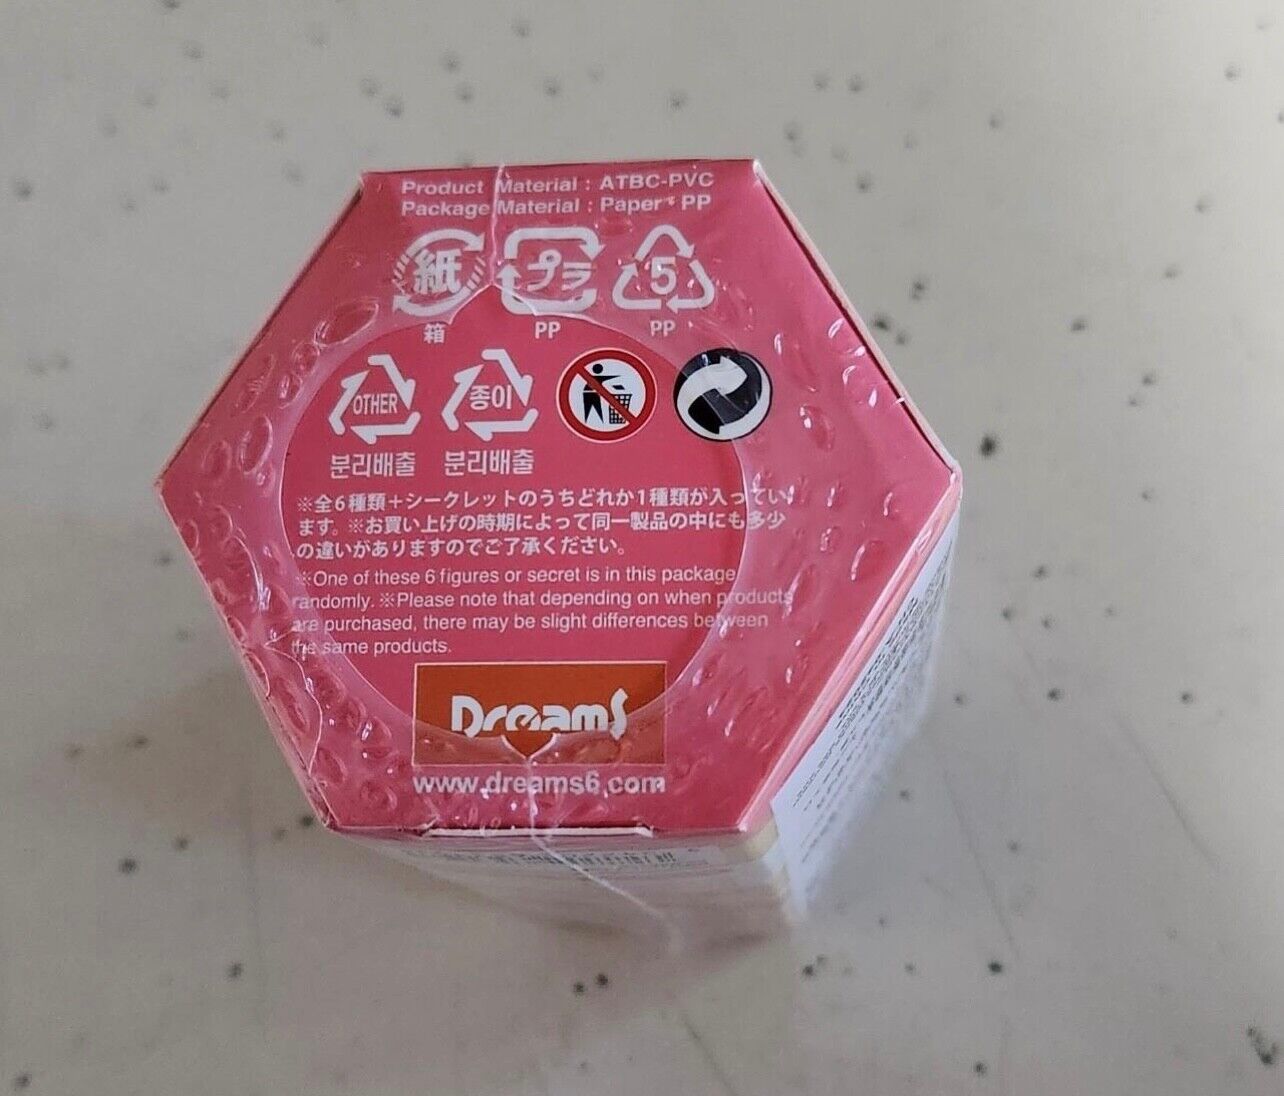 Product Material : ATBC-PVC
Package Material : Paper・PP
紙
プラ
5
箱
PP
PP
OTHER
종이
분리배출
분리배출
※全6種類＋シークレットのうちどれか1種類が入ってい
ます。※お買い上げの時期によって同一製品の中にも多少
の違いがありますのでご了承ください。
※One of these 6 figures or secret is in this package
randomly. ※Please note that depending on when products
are purchased, there may be slight differences between
the same products.
DreamS
www.dreams6.com